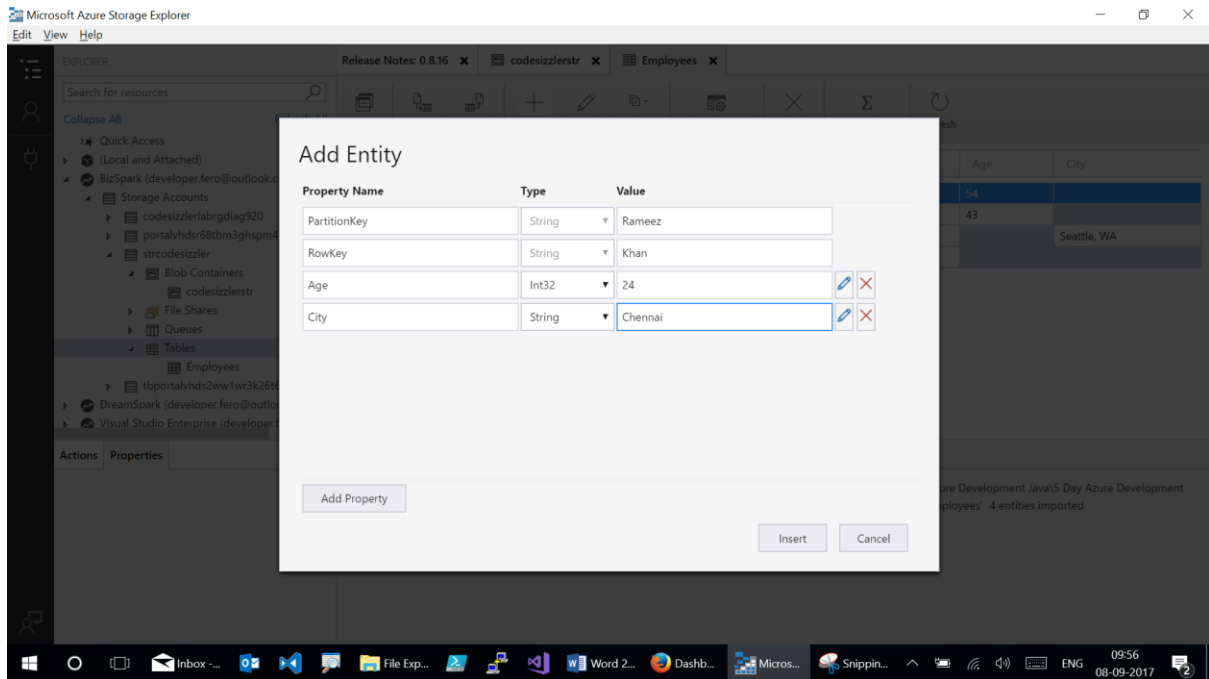 Microsoft Azure Storage Explorer
Edit View Help
EXPLORER
Release Notes: 0.8.16 codesizzlerstr Employees
Search for resources
Collapse All
Quick Access
(Local and Attached)
BizSpark (developer.fero@outlook.c
Storage Accounts
codesizzlerlabrgdiag920
portalvhdsr68tbm3ghspm4
strcodesizzler
Blob Containers
codesizzlerstr
File Shares
Queues
Tables
Employees
tbportalvhds2ww1wr3k26t6
DreamSpark (developer.fero@outlo
Visual Studio Enterprise (developer.f
Actions Properties
Add Entity
Property Name Type Value
PartitionKey String Rameez
RowKey String Khan
Age Int32 24
City String Chennai
Add Property
Insert Cancel
esh
Age City
54
43
Seattle, WA
ure Development Java\5 Day Azure Development
ployees' 4 entities imported
Inbox -... File Exp... Word 2... Dashb... Micros... Snippin... ENG 09:56
08-09-2017
2